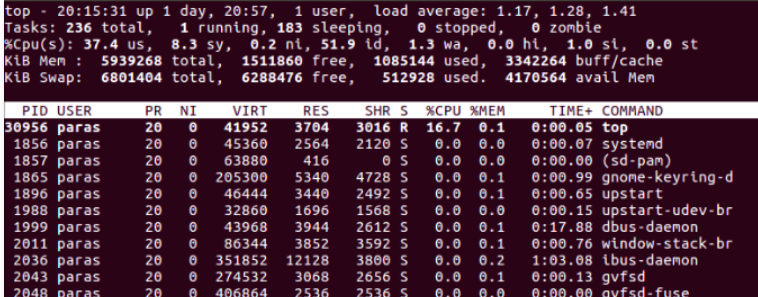 top - 20:15:31 up 1 day, 20:57,  1 user,  load average: 1.17, 1.28, 1.41
Tasks: 236 total,   1 running, 183 sleeping,   0 stopped,   0 zombie
%Cpu(s): 37.4 us,  8.3 sy,  0.2 ni, 51.9 id,  1.3 wa,  0.0 hi,  1.0 si,  0.0 st
KiB Mem :  5939268 total,  1511860 free,  1085144 used,  3342264 buff/cache
KiB Swap:  6801404 total,  6288476 free,   512928 used.  4170564 avail Mem
PID USER      PR  NI    VIRT    RES    SHR S  %CPU %MEM     TIME+ COMMAND
30956 paras     20   0   41952   3704   3016 R  16.7  0.1   0:00.05 top
1856 paras     20   0   45360   2564   2120 S   0.0  0.0   0:00.07 systemd
1857 paras     20   0   63880    416      0 S   0.0  0.0   0:00.00 (sd-pam)
1865 paras     20   0  205300   5340   4728 S   0.0  0.1   0:00.99 gnome-keyring-d
1896 paras     20   0   46444   3440   2492 S   0.0  0.1   0:00.65 upstart
1988 paras     20   0   32860   1696   1568 S   0.0  0.0   0:00.15 upstart-udev-br
1999 paras     20   0   43968   3944   2612 S   0.0  0.1   0:17.88 dbus-daemon
2011 paras     20   0   86344   3852   3592 S   0.0  0.1   0:00.76 window-stack-br
2036 paras     20   0  351852  12128   3800 S   0.0  0.2   1:03.08 ibus-daemon
2043 paras     20   0  274532   3068   2656 S   0.0  0.1   0:00.13 gvfsd
2048 paras     20   0  406864   2536   2536 S   0.0  0.0   0:00.00 gvfsd-fuse